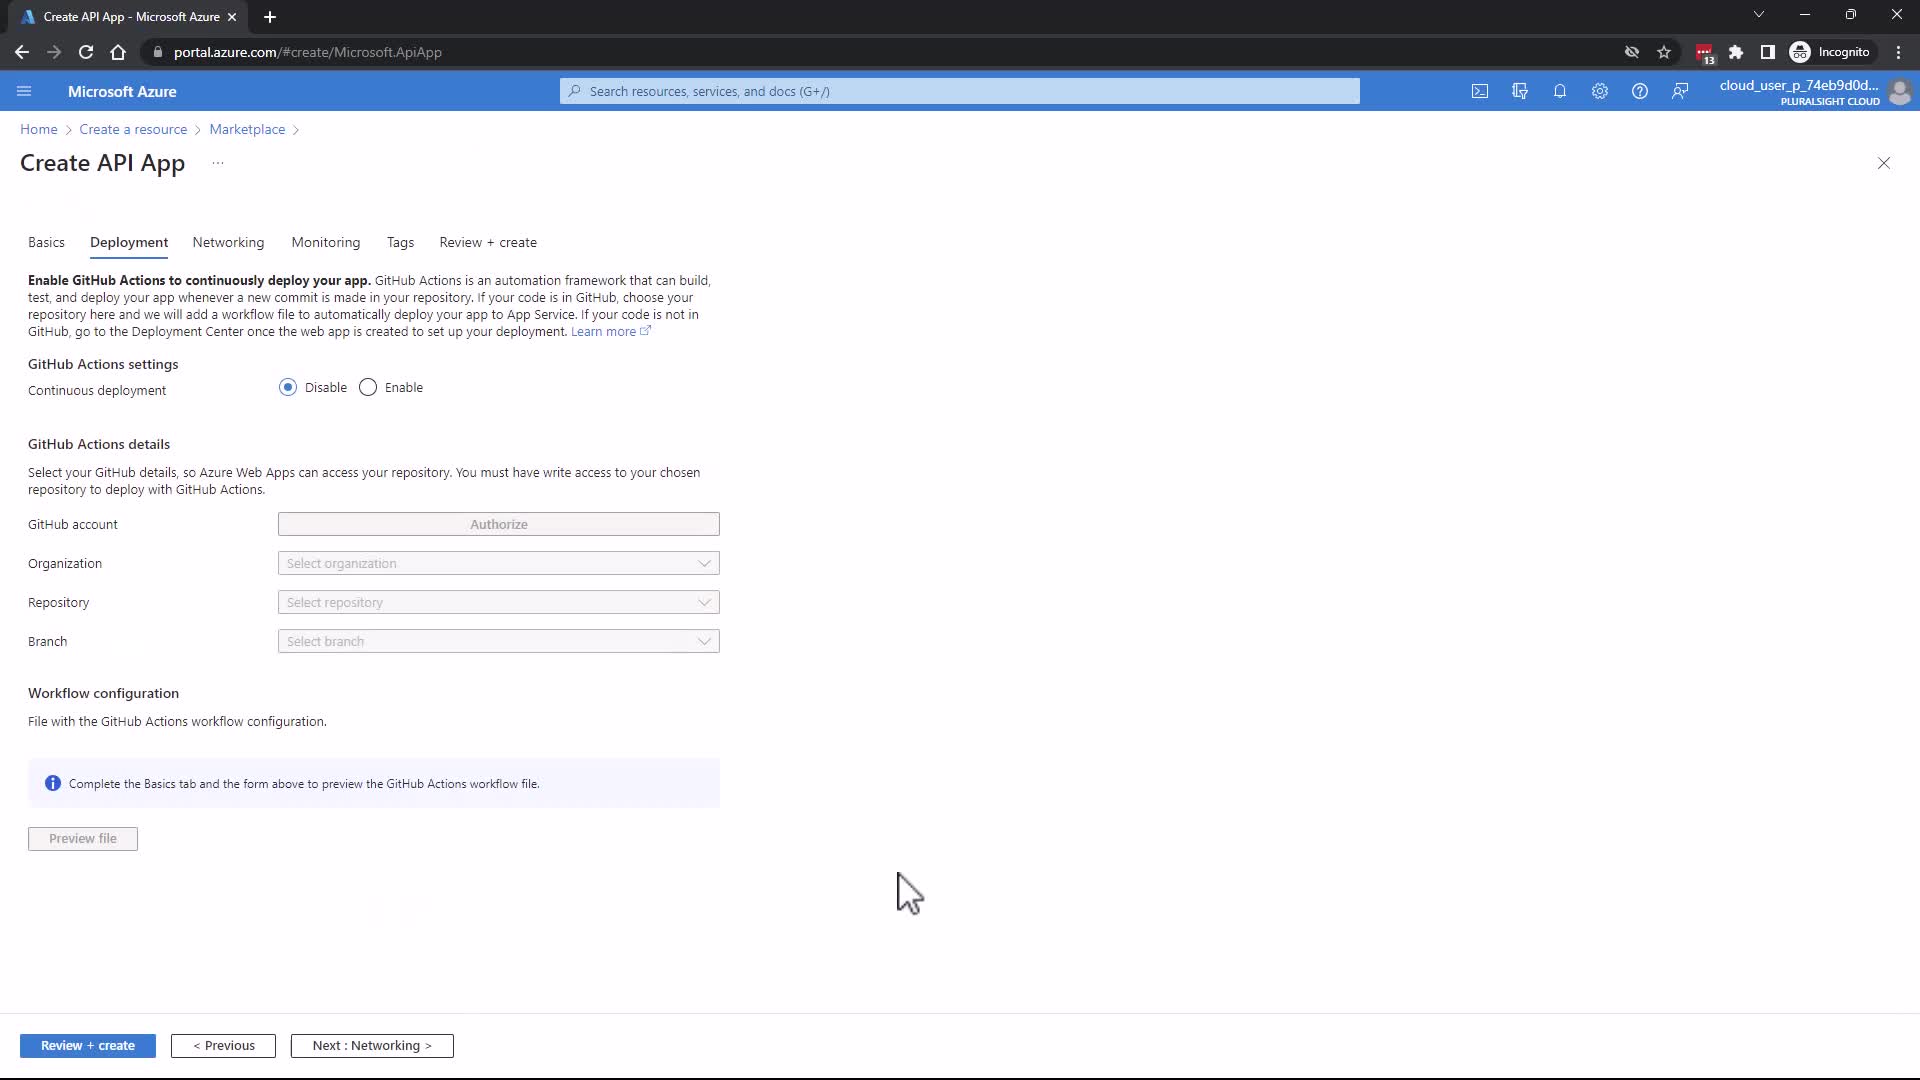 Create API App - Microsoft Azure
portal.azure.com/#create/Microsoft.ApiApp
13
Incognito
Microsoft Azure
Search resources, services, and docs (G+/)
cloud_user_p_74eb9d0d...
PLURALSIGHT CLOUD
Home > Create a resource > Marketplace >
Create API App ...
Basics Deployment Networking Monitoring Tags Review + create
Enable GitHub Actions to continuously deploy your app. GitHub Actions is an automation framework that can build,
test, and deploy your app whenever a new commit is made in your repository. If your code is in GitHub, choose your
repository here and we will add a workflow file to automatically deploy your app to App Service. If your code is not in
GitHub, go to the Deployment Center once the web app is created to set up your deployment. Learn more
GitHub Actions settings
Continuous deployment Disable Enable
GitHub Actions details
Select your GitHub details, so Azure Web Apps can access your repository. You must have write access to your chosen
repository to deploy with GitHub Actions.
GitHub account Authorize
Organization Select organization
Repository Select repository
Branch Select branch
Workflow configuration
File with the GitHub Actions workflow configuration.
Complete the Basics tab and the form above to preview the GitHub Actions workflow file.
Preview file
Review + create < Previous Next : Networking >